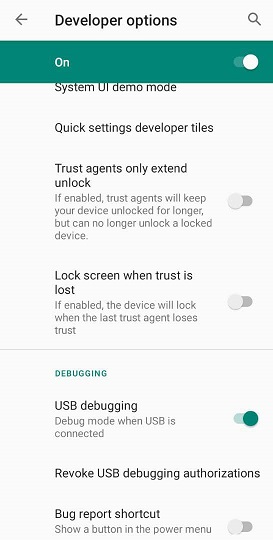 Developer options
On
System UI demo mode
Quick settings developer tiles
Trust agents only extend
unlock
If enabled, trust agents will keep
your device unlocked for longer,
but can no longer unlock a locked
device.
Lock screen when trust is
lost
If enabled, the device will lock
when the last trust agent loses
trust
DEBUGGING
USB debugging
Debug mode when USB is
connected
Revoke USB debugging authorizations
Bug report shortcut
Show a button in the power menu